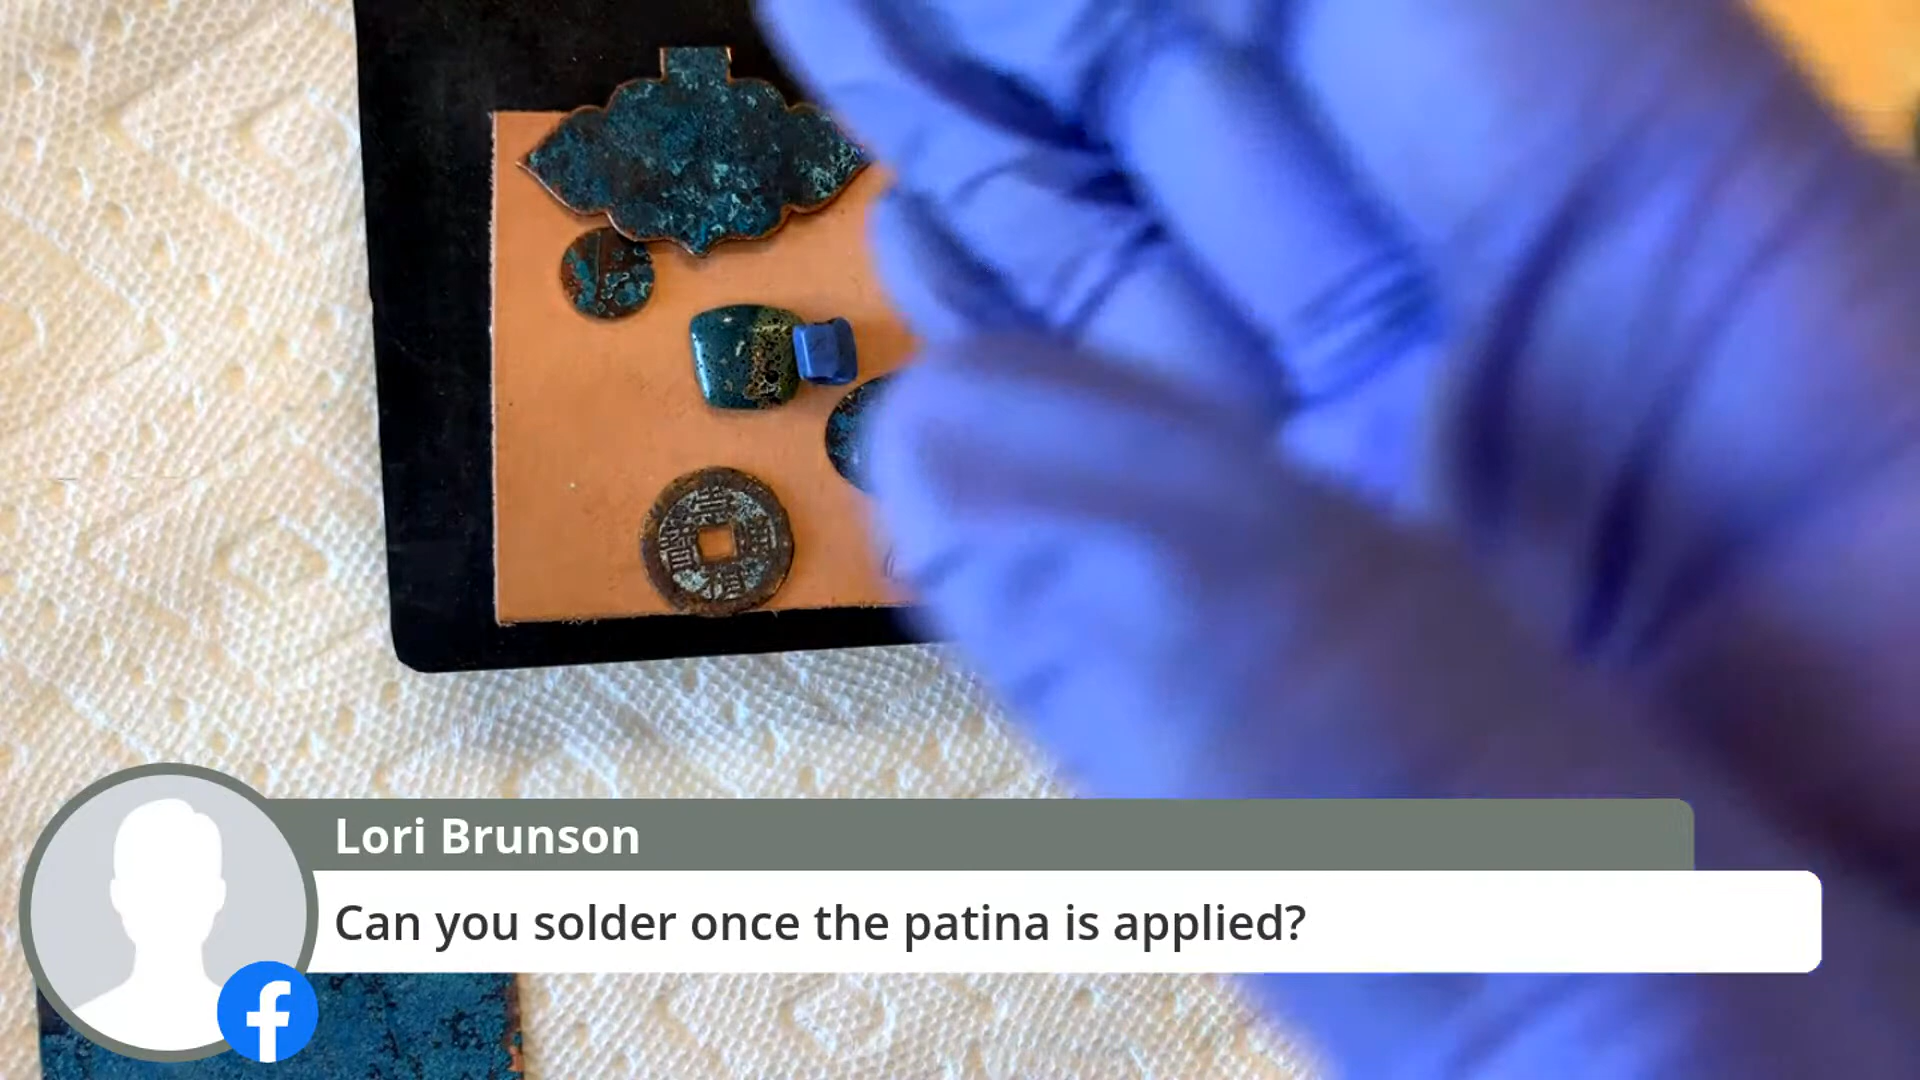 Lori Brunson
Can you solder once the patina is applied?